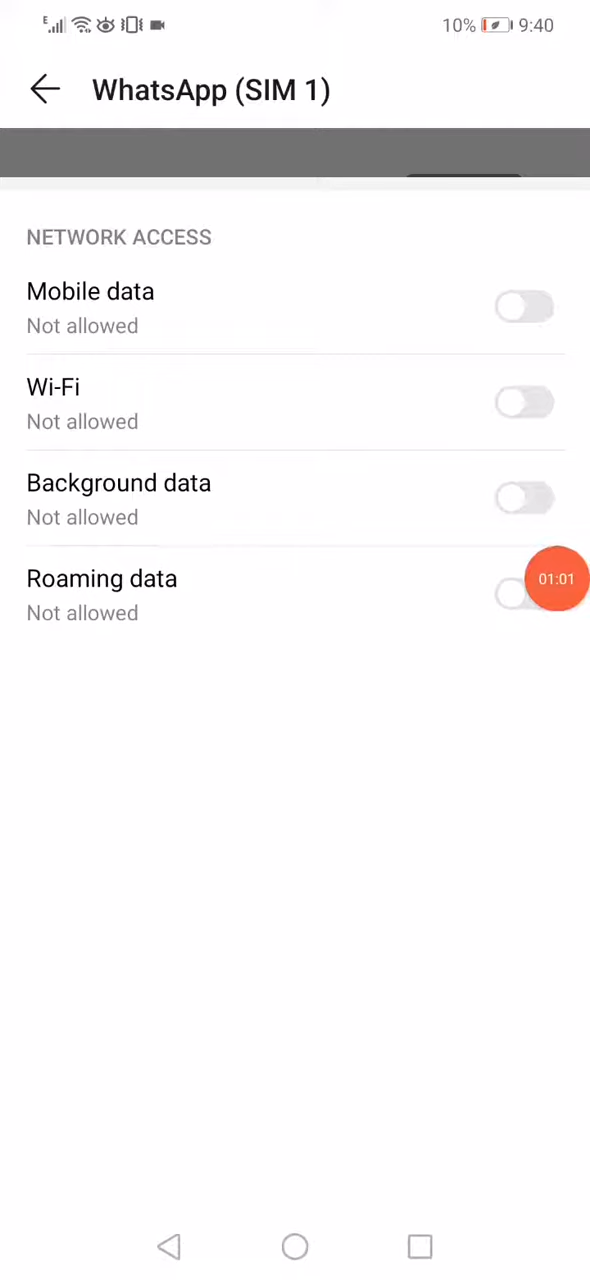 E 10% 9:40
WhatsApp (SIM 1)
NETWORK ACCESS
Mobile data
Not allowed
Wi-Fi
Not allowed
Background data
Not allowed
Roaming data
Not allowed
01:01